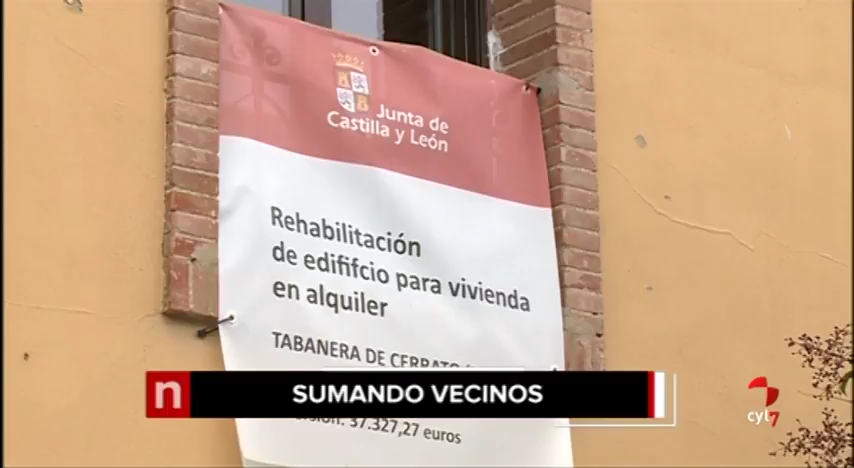 Junta de
Castilla y León
Rehabilitación
de edififcio para vivienda
en alquiler
TABANERA DE CERRATO
n
SUMANDO VECINOS
37.327,27 euros
cyl7